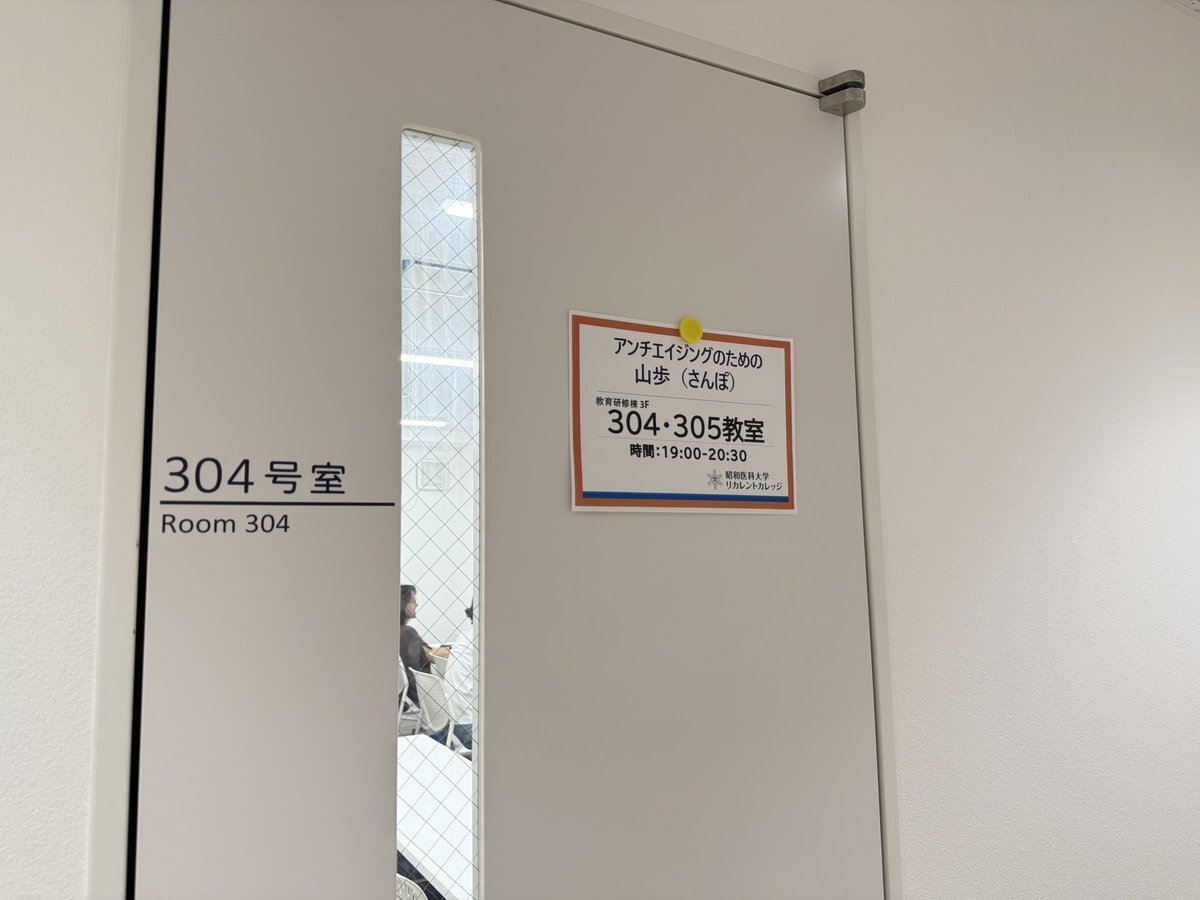 304号室
Room 304
アンチエイジングのための
山歩（さんぽ）
教育研修棟 3F
304・305教室
時間：19:00-20:30
昭和医科大学
リカレントカレッジ